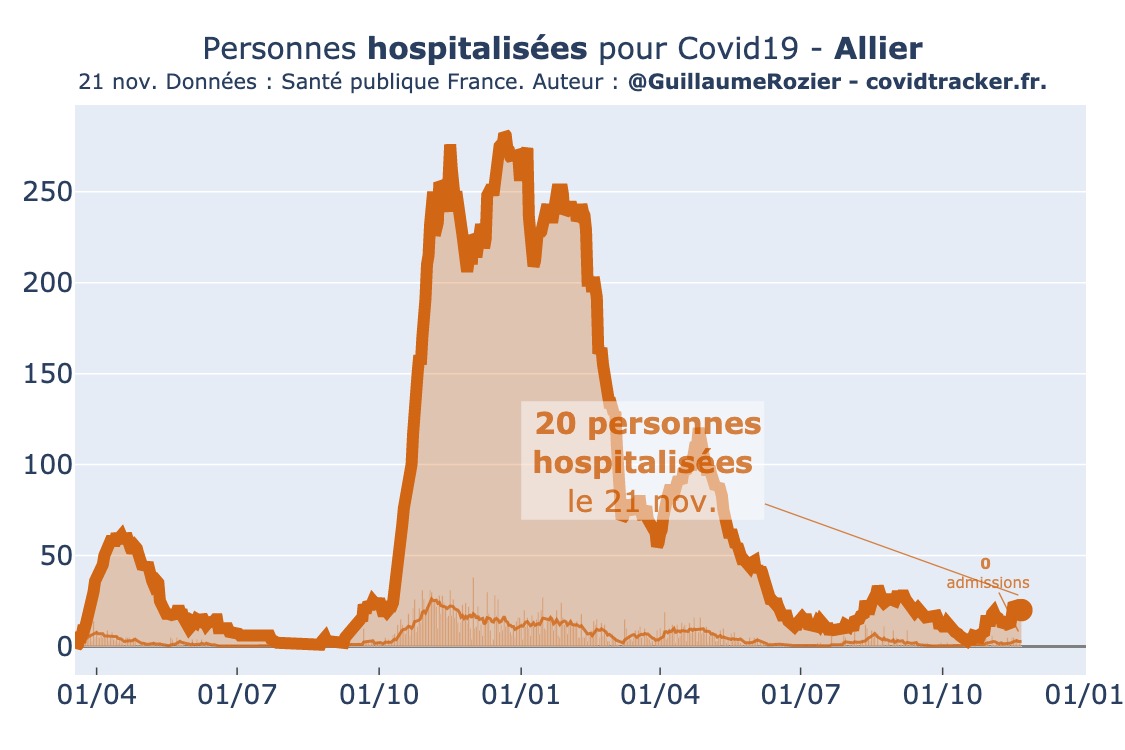 Personnes hospitalisées pour Covid19 - Allier
21 nov. Données : Santé publique France. Auteur : @GuillaumeRozier - covidtracker.fr.
250
200
150
100
50
0
20 personnes
hospitalisées
le 21 nov.
0
admissions
01/04
01/07
01/10
01/01
01/04
01/07
01/10
01/01